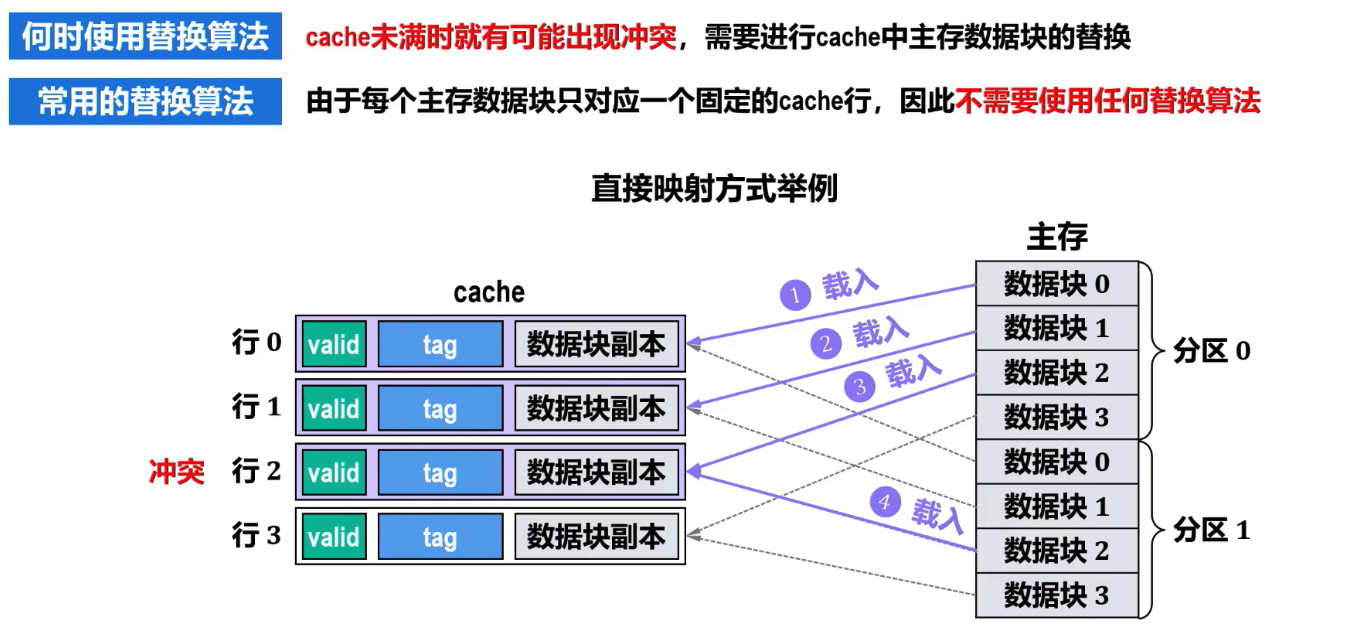 何时使用替换算法 cache未满时就有可能出现冲突，需要进行cache中主存数据块的替换
常用的替换算法 由于每个主存数据块只对应一个固定的cache行，因此不需要使用任何替换算法
直接映射方式举例
主存
cache
数据块 0
数据块 1
数据块 2
数据块 3
分区 0
数据块 0
数据块 1
数据块 2
数据块 3
分区 1
1 载入
2 载入
3 载入
4 载入
行 0 valid tag 数据块副本
行 1 valid tag 数据块副本
冲突 行 2 valid tag 数据块副本
行 3 valid tag 数据块副本